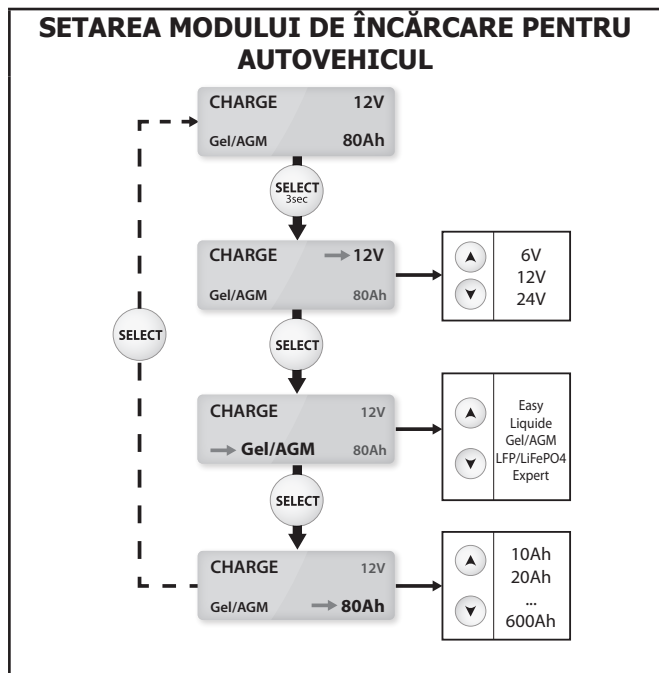 SETAREA MODULUI DE ÎNCĂRCARE PENTRU
AUTOVEHICUL
CHARGE 12V
Gel/AGM 80Ah
SELECT
3sec
CHARGE 12V
Gel/AGM 80Ah
6V
12V
24V
SELECT
SELECT
CHARGE 12V
Gel/AGM 80Ah
Easy
Liquide
Gel/AGM
LFP/LiFePO4
Expert
SELECT
CHARGE 12V
Gel/AGM 80Ah
10Ah
20Ah
...
600Ah